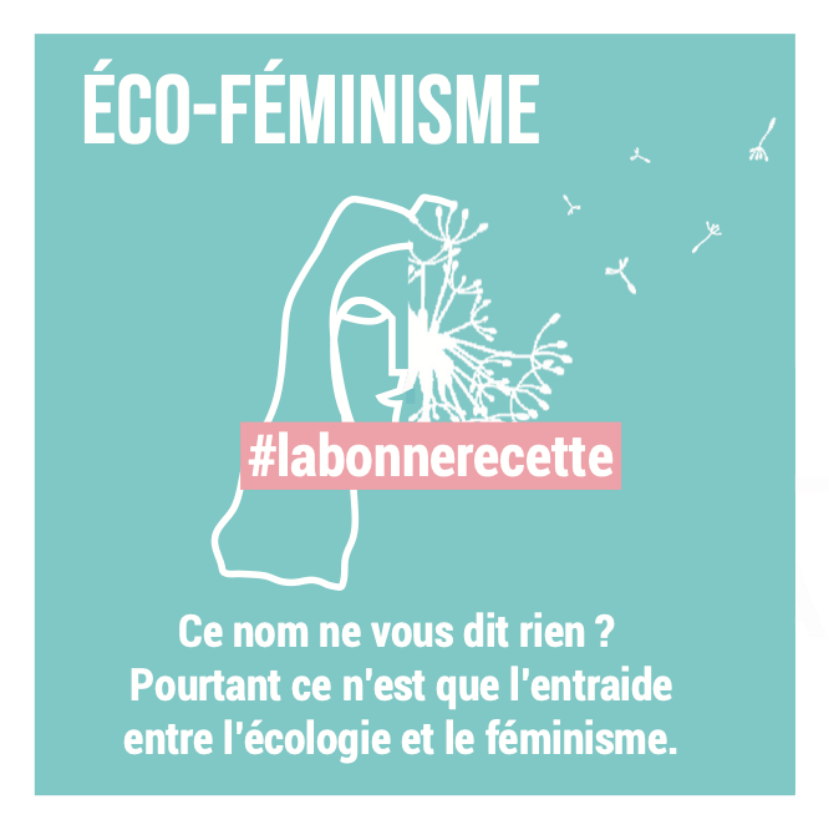 ÉCO-FÉMINISME
#labonnerecette
Ce nom ne vous dit rien ?
Pourtant ce n'est que l'entraide
entre l'écologie et le féminisme.